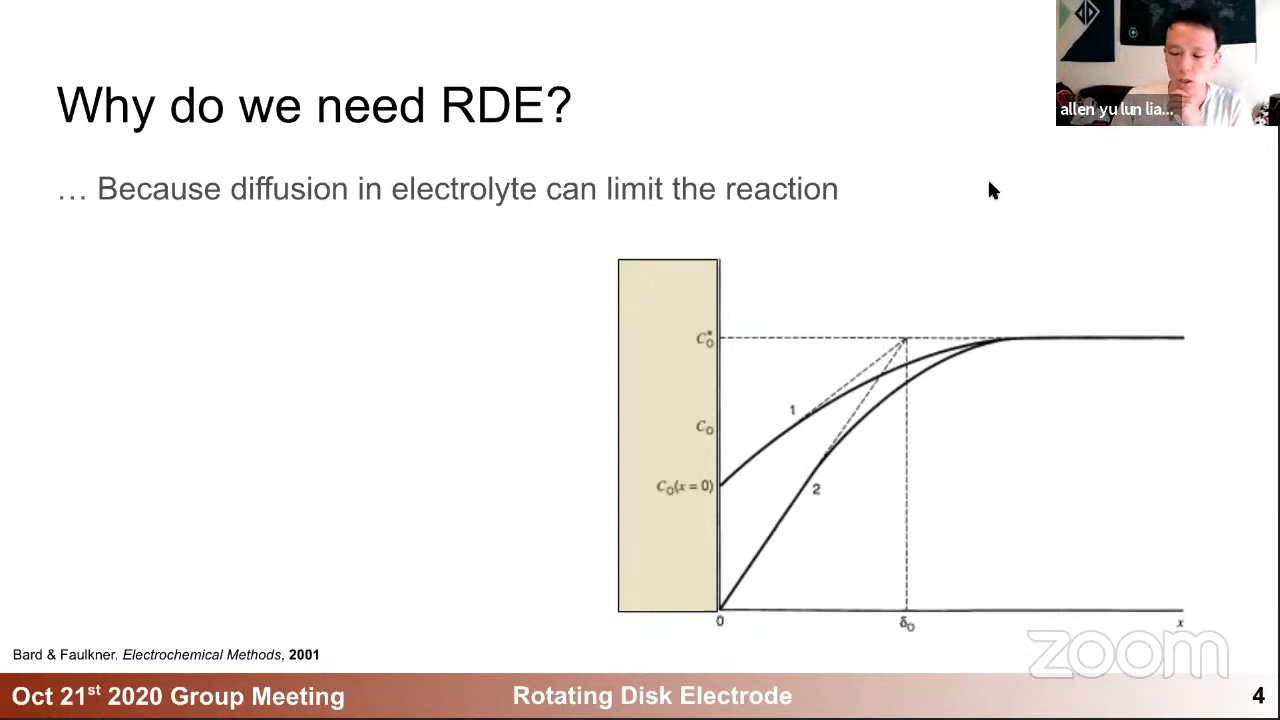 Why do we need RDE?
allen yu lun lia...
… Because diffusion in electrolyte can limit the reaction
C*O
1
CO
CO(x = 0)
2
0
δO
x
zoom
Bard & Faulkner. Electrochemical Methods, 2001
Oct 21st 2020 Group Meeting
Rotating Disk Electrode
4